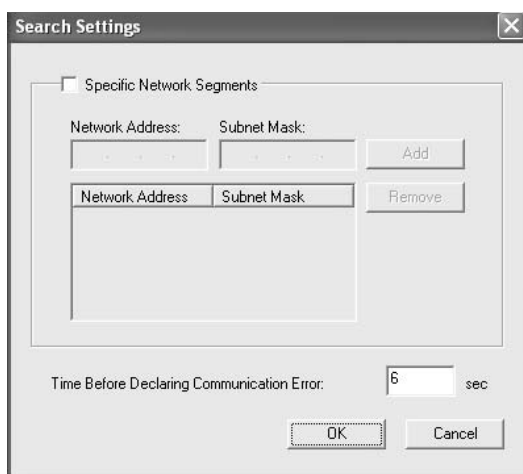 Search Settings
Specific Network Segments
Network Address: Subnet Mask:
Add
Network Address Subnet Mask
Remove
Time Before Declaring Communication Error: 6 sec
OK Cancel